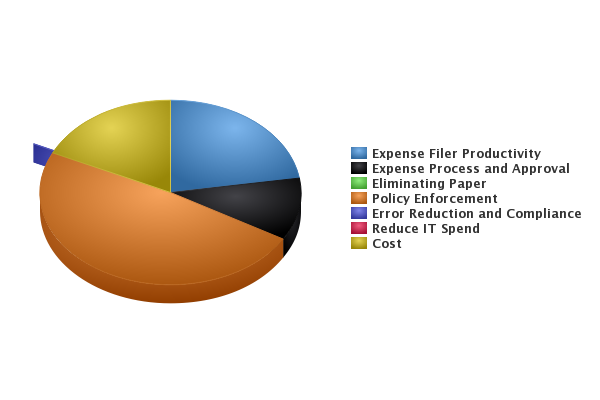 Expense Filer Productivity
Expense Process and Approval
Eliminating Paper
Policy Enforcement
Error Reduction and Compliance
Reduce IT Spend
Cost